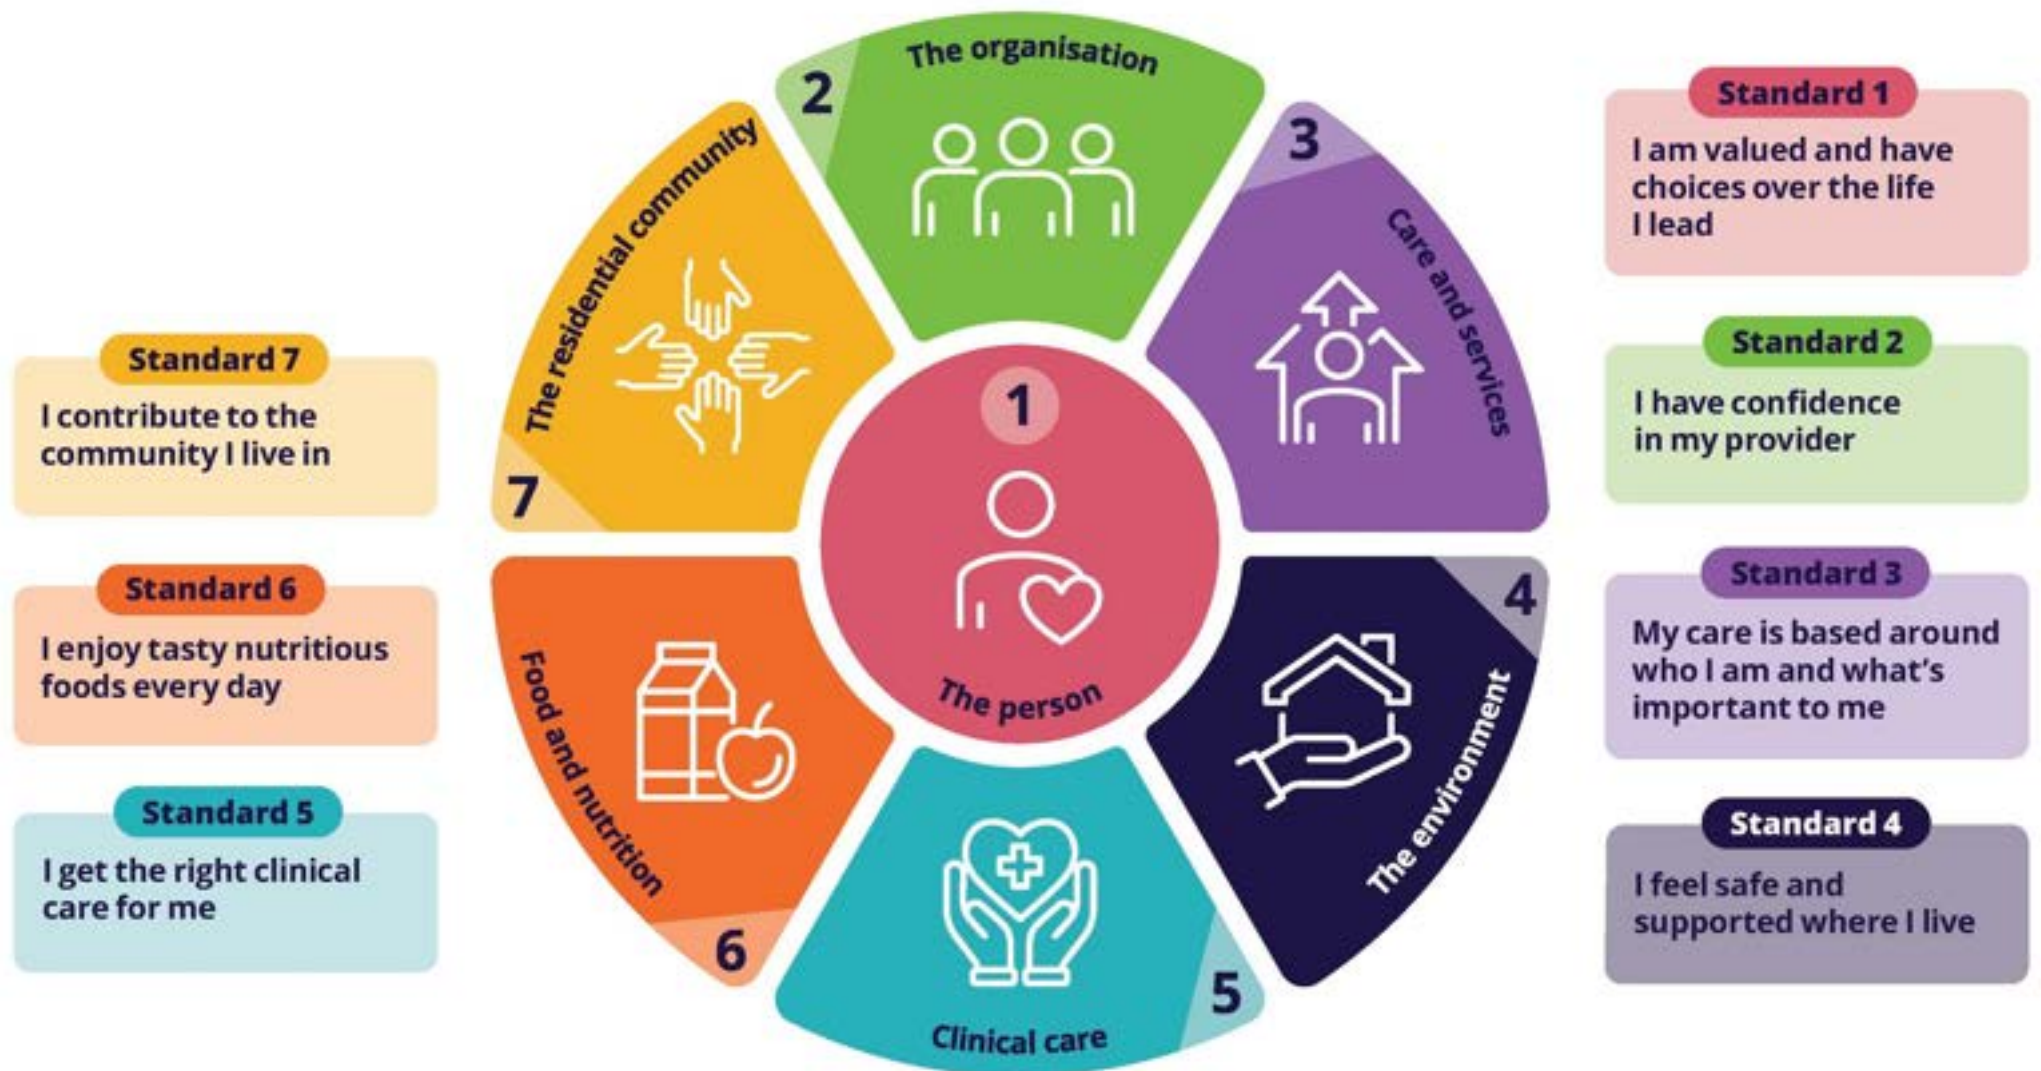 2
The organisation
3
Care and services
4
The environment
5
Clinical care
6
Food and nutrition
7
The residential community
1
The person
Standard 1
I am valued and have
choices over the life
I lead
Standard 2
I have confidence
in my provider
Standard 3
My care is based around
who I am and what's
important to me
Standard 4
I feel safe and
supported where I live
Standard 5
I get the right clinical
care for me
Standard 6
I enjoy tasty nutritious
foods every day
Standard 7
I contribute to the
community I live in